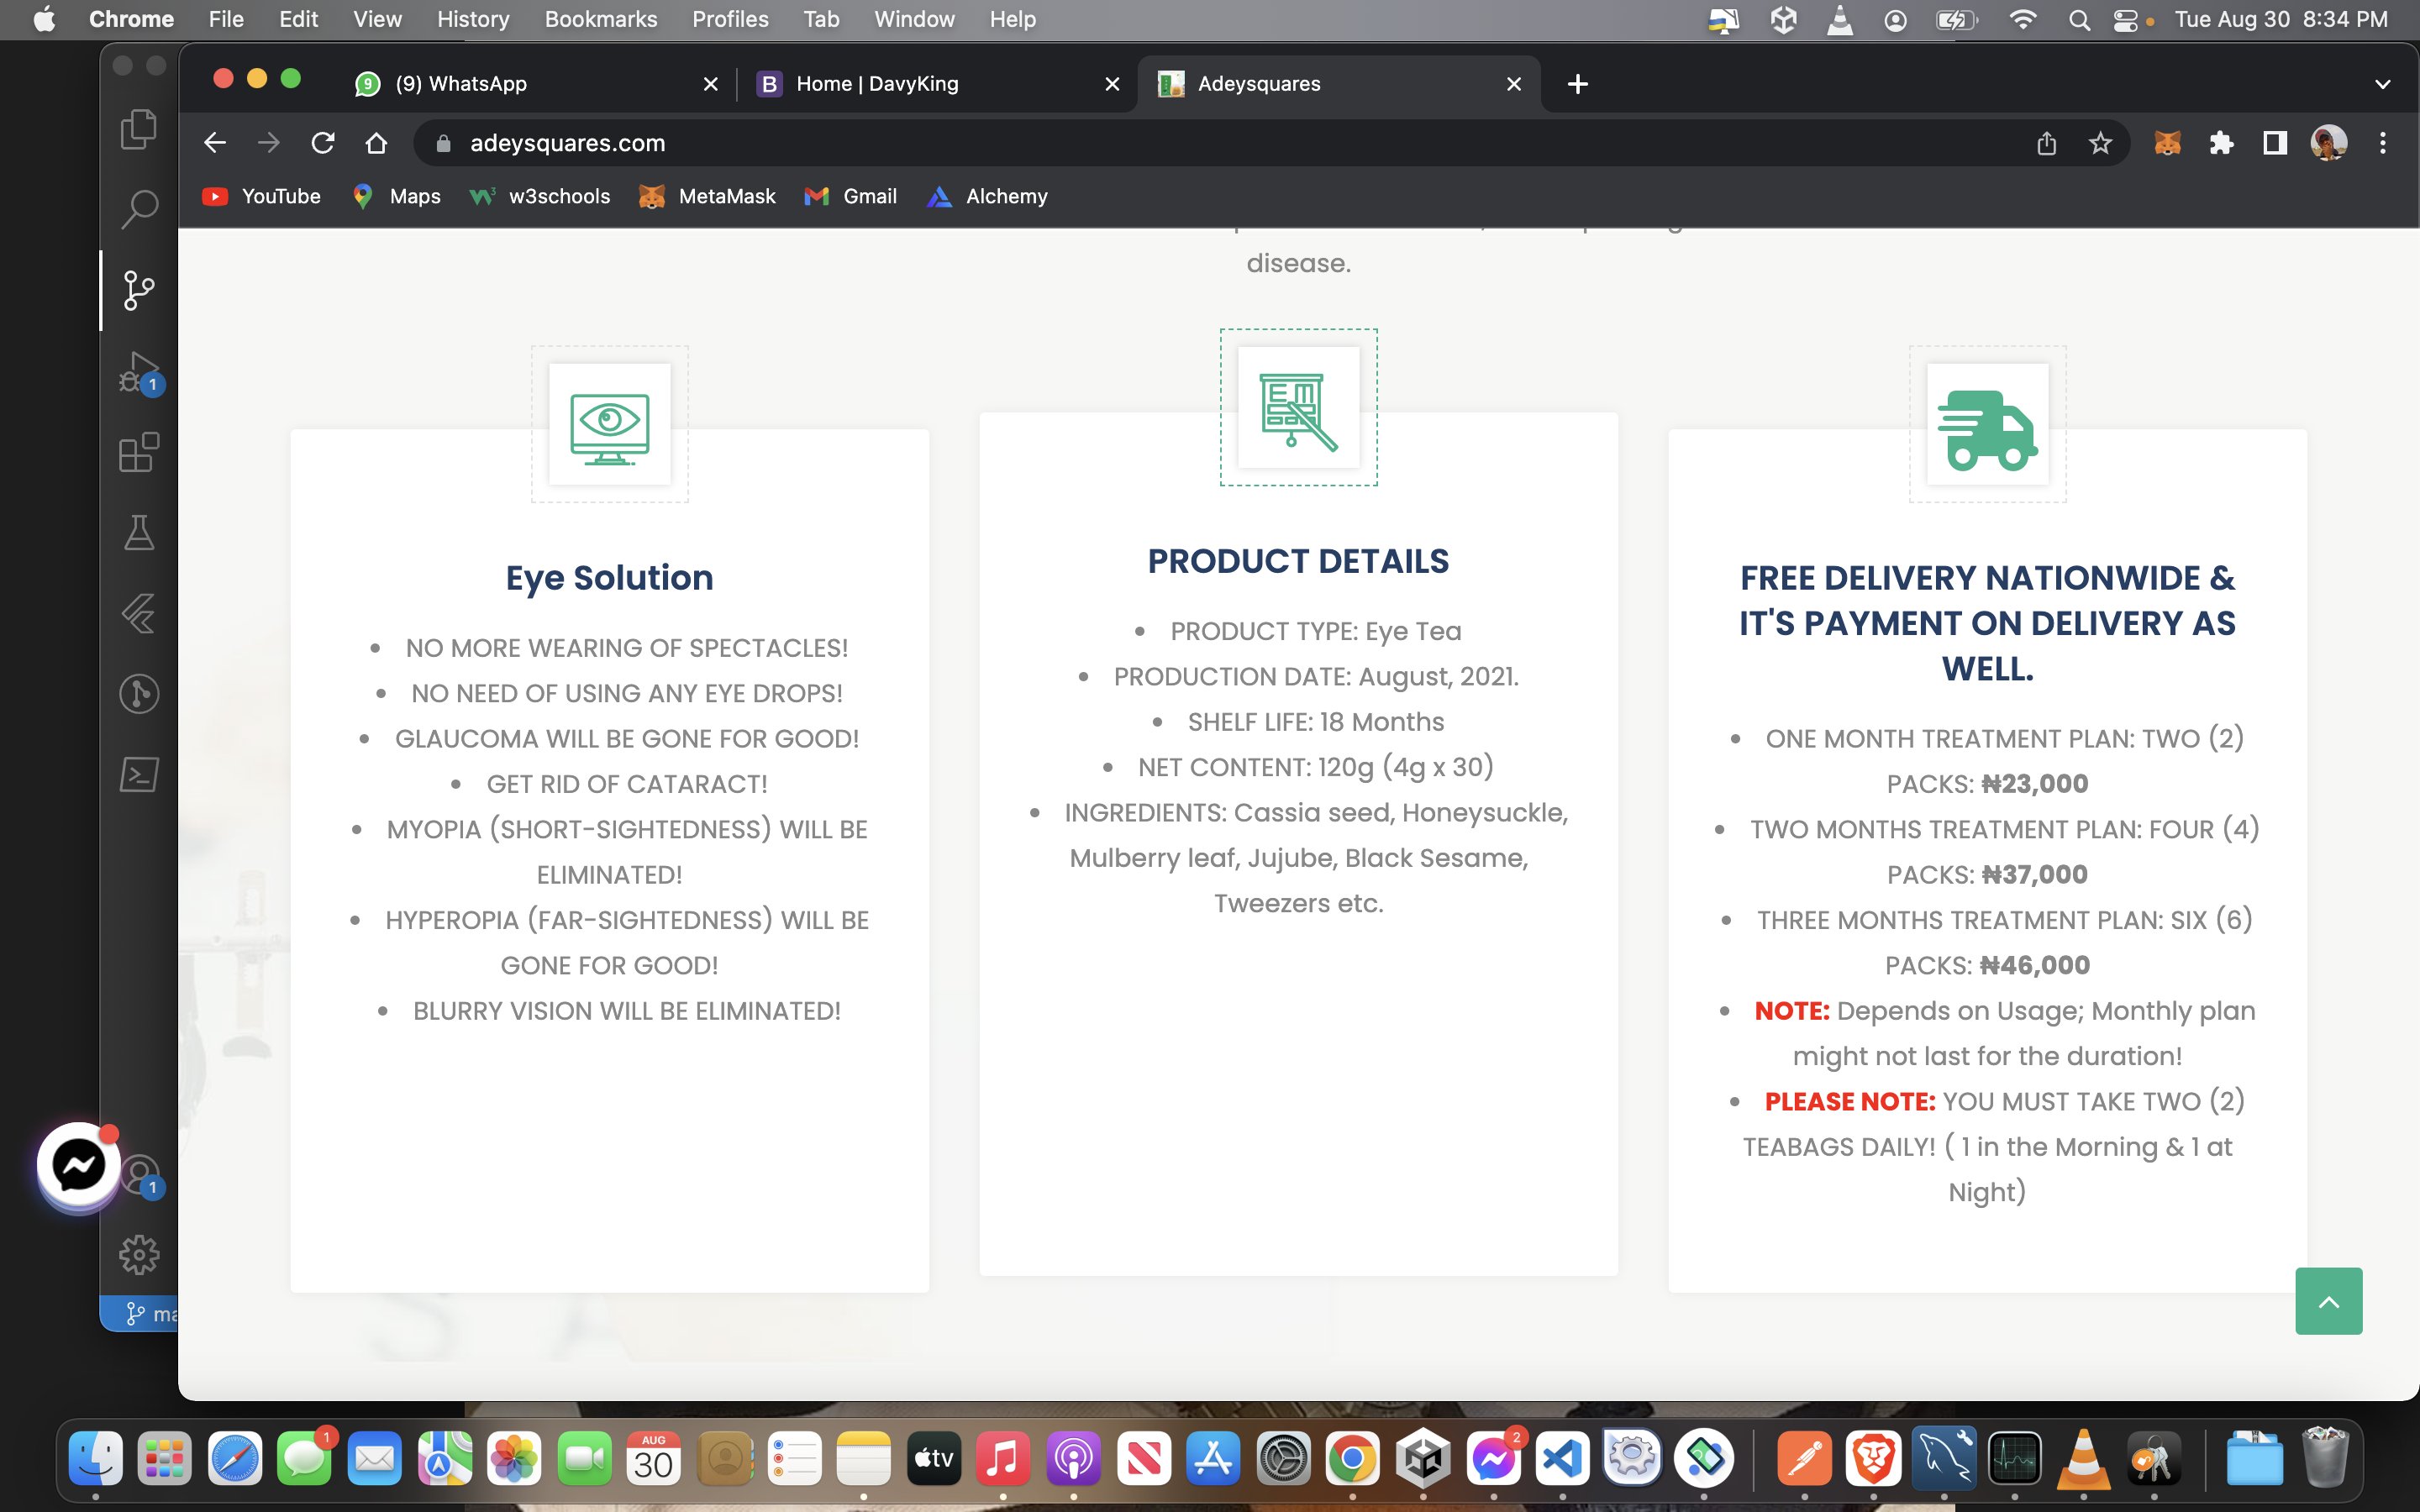 Chrome File Edit View History Bookmarks Profiles Tab Window Help Tue Aug 30 8:34 PM
9 (9) WhatsApp B Home | DavyKing Adeysquares
adeysquares.com
YouTube Maps w3schools MetaMask Gmail Alchemy
disease.
Eye Solution
• NO MORE WEARING OF SPECTACLES!
• NO NEED OF USING ANY EYE DROPS!
• GLAUCOMA WILL BE GONE FOR GOOD!
• GET RID OF CATARACT!
• MYOPIA (SHORT-SIGHTEDNESS) WILL BE
ELIMINATED!
• HYPEROPIA (FAR-SIGHTEDNESS) WILL BE
GONE FOR GOOD!
• BLURRY VISION WILL BE ELIMINATED!
PRODUCT DETAILS
• PRODUCT TYPE: Eye Tea
• PRODUCTION DATE: August, 2021.
• SHELF LIFE: 18 Months
• NET CONTENT: 120g (4g x 30)
• INGREDIENTS: Cassia seed, Honeysuckle,
Mulberry leaf, Jujube, Black Sesame,
Tweezers etc.
FREE DELIVERY NATIONWIDE &
IT'S PAYMENT ON DELIVERY AS
WELL.
• ONE MONTH TREATMENT PLAN: TWO (2)
PACKS: ₦23,000
• TWO MONTHS TREATMENT PLAN: FOUR (4)
PACKS: ₦37,000
• THREE MONTHS TREATMENT PLAN: SIX (6)
PACKS: ₦46,000
• NOTE: Depends on Usage; Monthly plan
might not last for the duration!
• PLEASE NOTE: YOU MUST TAKE TWO (2)
TEABAGS DAILY! ( 1 in the Morning & 1 at
Night)
1
1
ma
1
AUG
30
tv
2